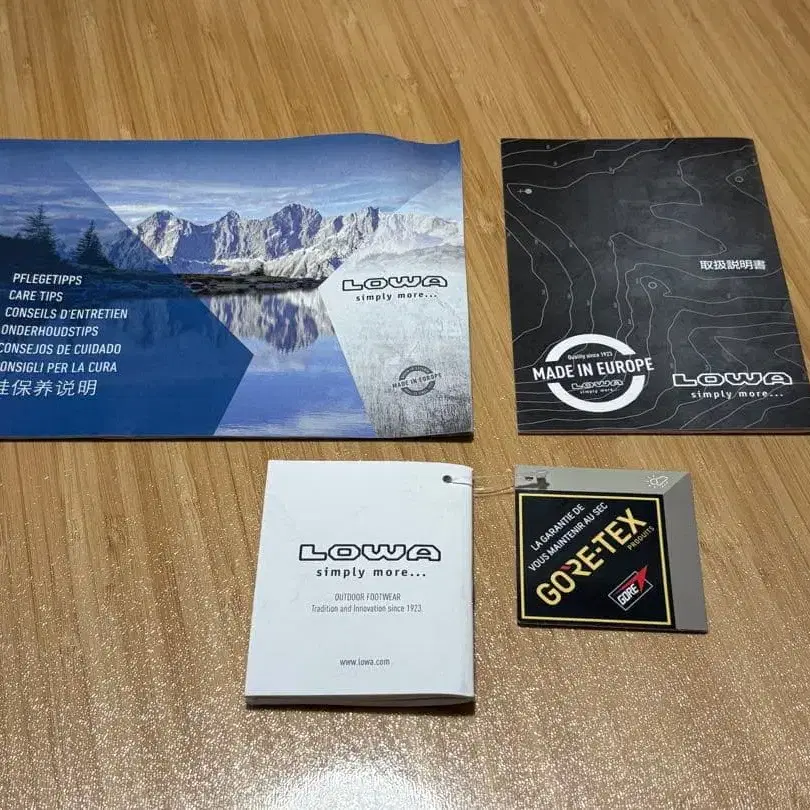 PFLEGETIPPS
CARE TIPS
CONSEILS D'ENTRETIEN
ONDERHOUDSTIPS
CONSEJOS DE CUIDADO
CONSIGLI PER LA CURA
保养说明
LOWA
simply more...
MADE IN EUROPE
取扱説明書
Quality since 1923
MADE IN EUROPE
LOWA
simply more...
LOWA
simply more...
LOWA
simply more...
OUTDOOR FOOTWEAR
Tradition and Innovation since 1923
www.lowa.com
LA GARANTIE DE
VOUS MAINTENIR AU SEC
GORE-TEX
PRODUITS
GORE